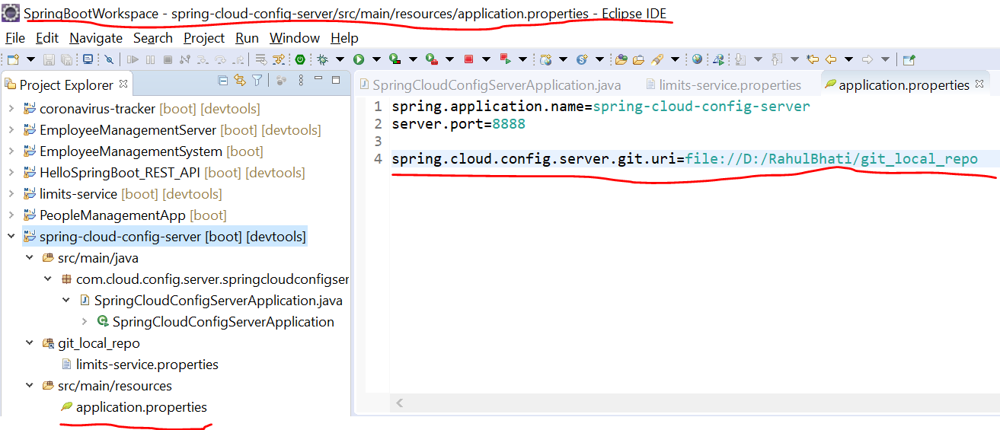 SpringBootWorkspace - spring-cloud-config-server/src/main/resources/application.properties - Eclipse IDE
File Edit Navigate Search Project Run Window Help
Project Explorer
coronavirus-tracker [boot] [devtools]
EmployeeManagementServer [boot] [devtools]
EmployeeManagementSystem [boot]
HelloSpringBoot_REST_API [boot] [devtools]
limits-service [boot] [devtools]
PeopleManagementApp [boot]
spring-cloud-config-server [boot] [devtools]
src/main/java
com.cloud.config.server.springcloudconfigser
SpringCloudConfigServerApplication.java
SpringCloudConfigServerApplication
git_local_repo
limits-service.properties
src/main/resources
application.properties
SpringCloudConfigServerApplication.java limits-service.properties application.properties
1 spring.application.name=spring-cloud-config-server
2 server.port=8888
3
4 spring.cloud.config.server.git.uri=file://D:/RahulBhati/git_local_repo